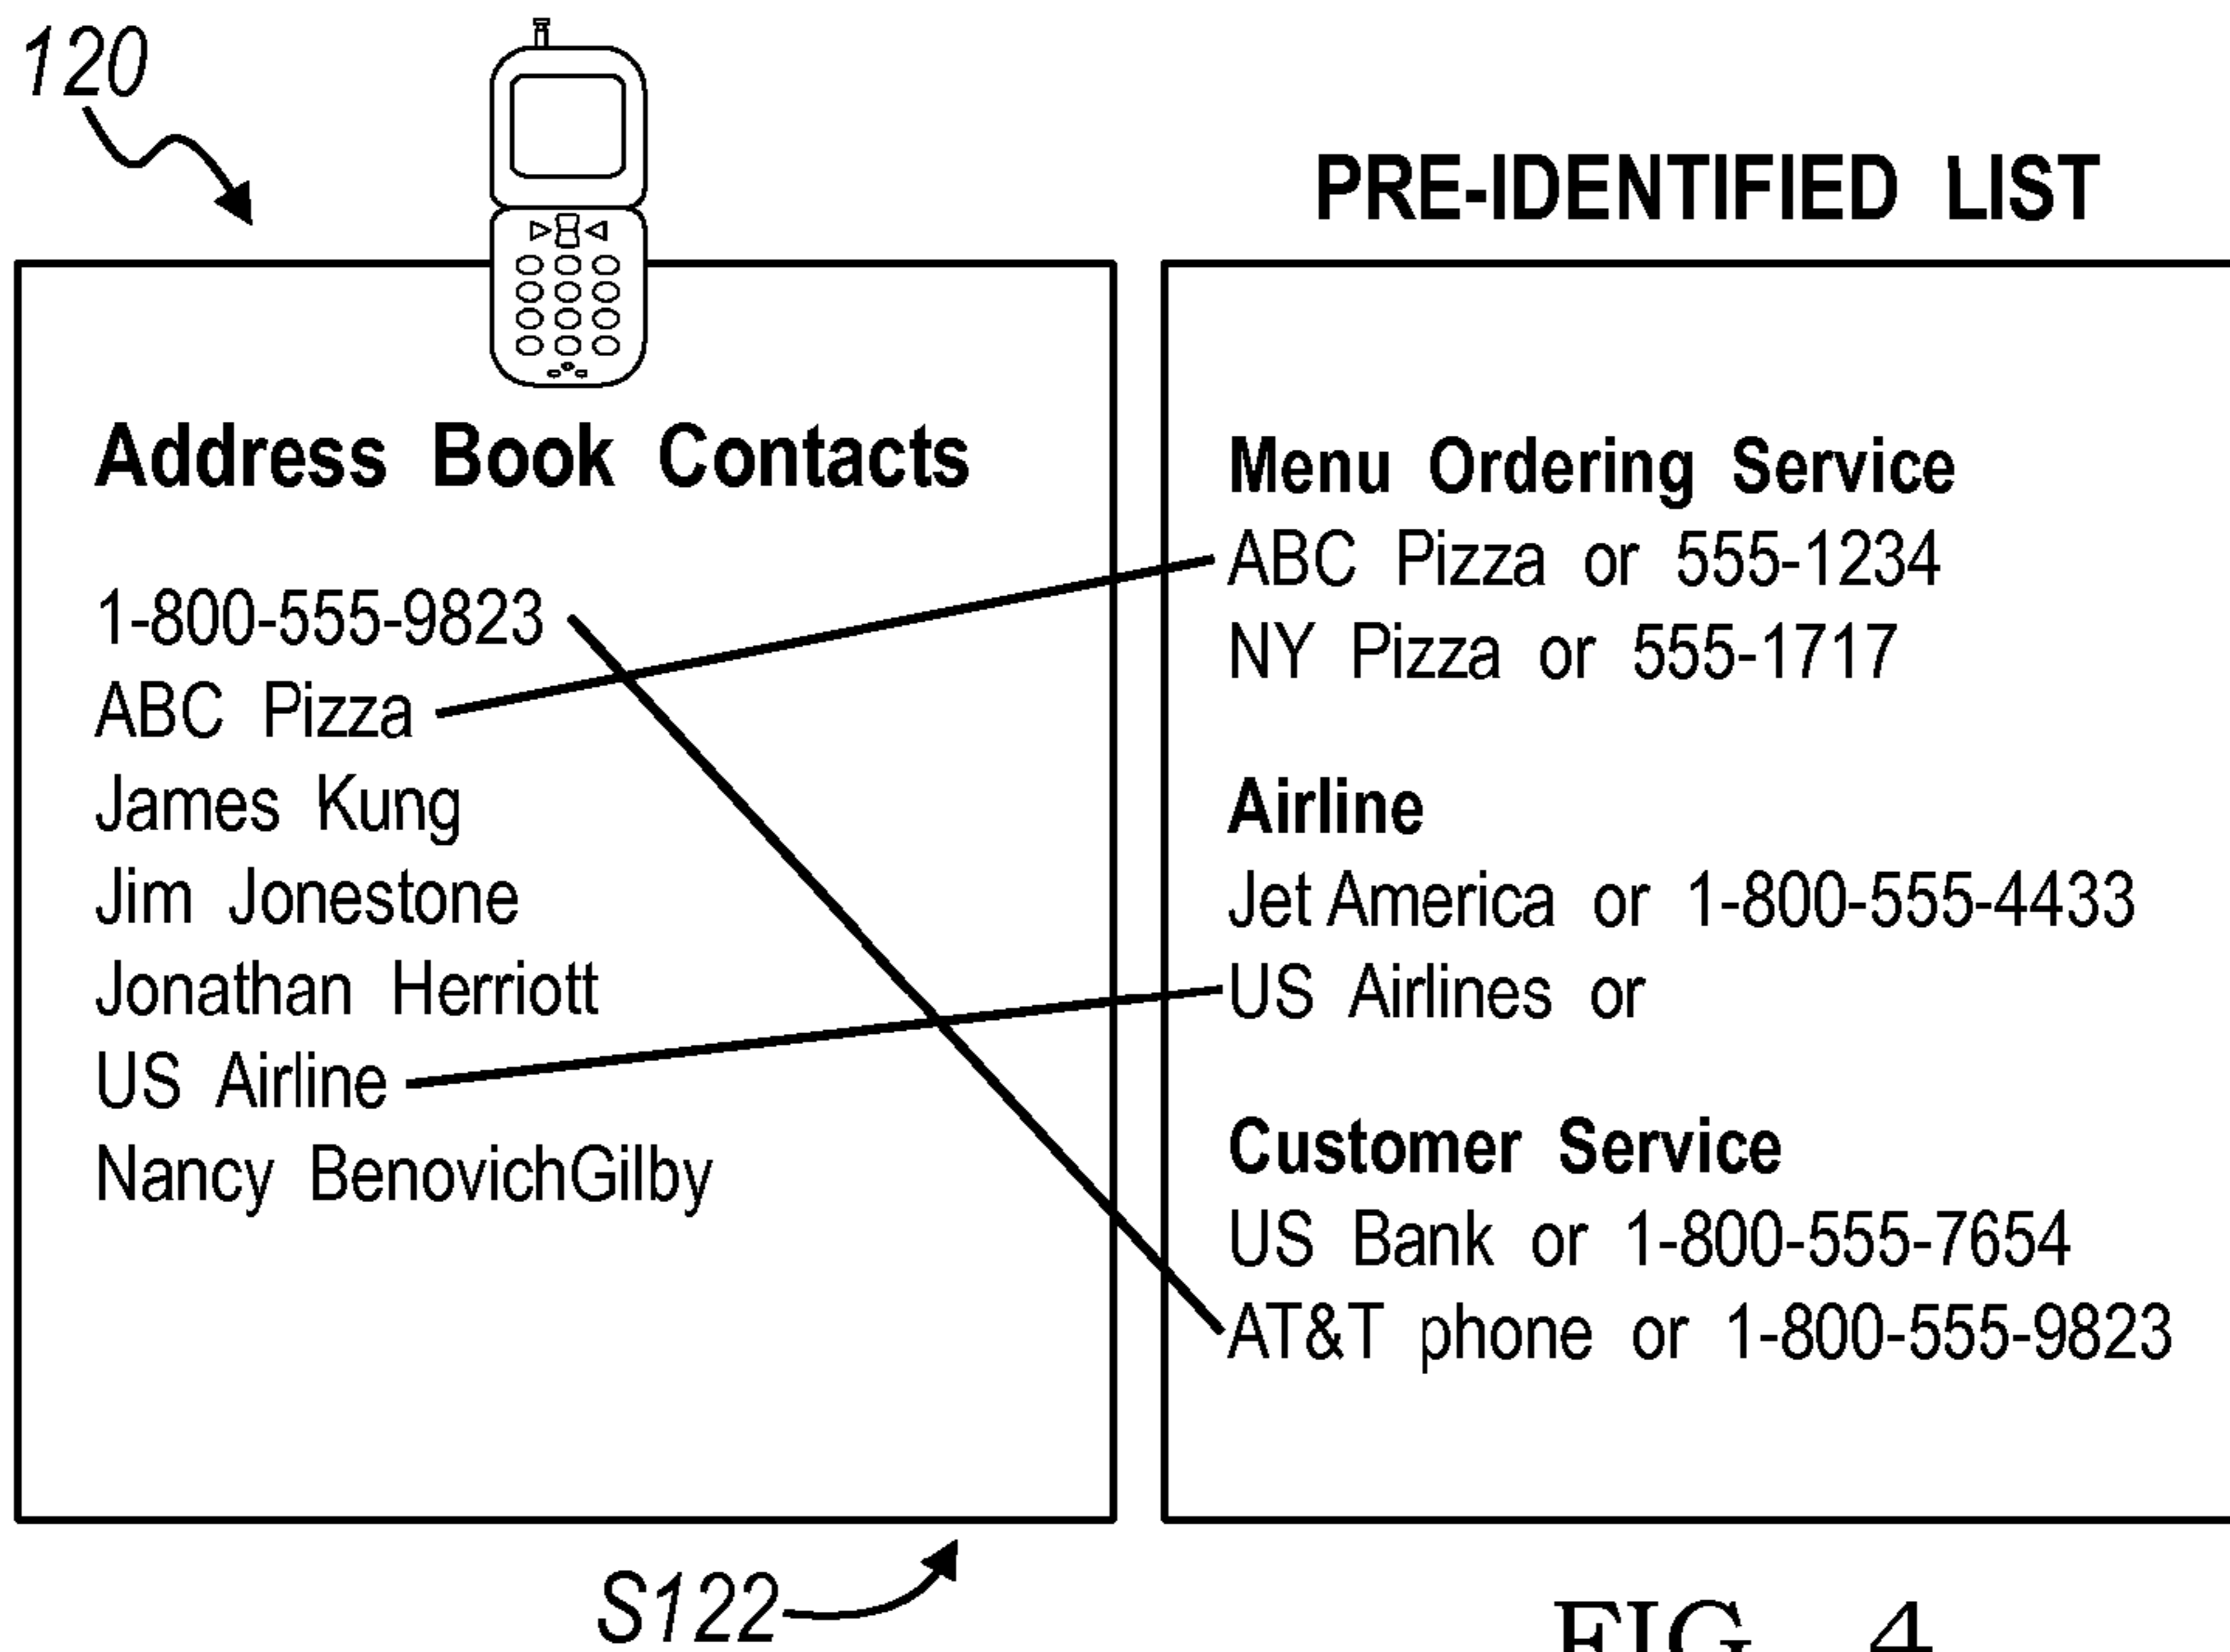 120
PRE-IDENTIFIED LIST
Address Book Contacts
1-800-555-9823
ABC Pizza
James Kung
Jim Jonestone
Jonathan Herriott
US Airline
Nancy BenovichGilby
Menu Ordering Service
ABC Pizza or 555-1234
NY Pizza or 555-1717
Airline
Jet America or 1-800-555-4433
US Airlines or
Customer Service
US Bank or 1-800-555-7654
AT&T phone or 1-800-555-9823
S122
FIG. 4